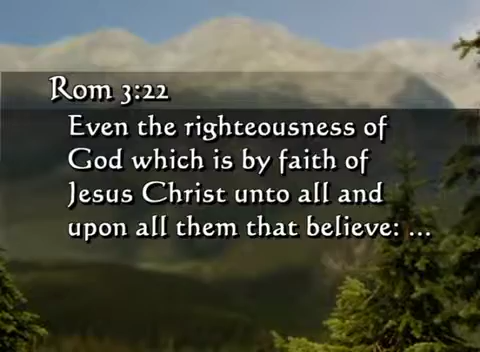 Rom 3:22
Even the righteousness of
God which is by faith of
Jesus Christ unto all and
upon all them that believe: ...